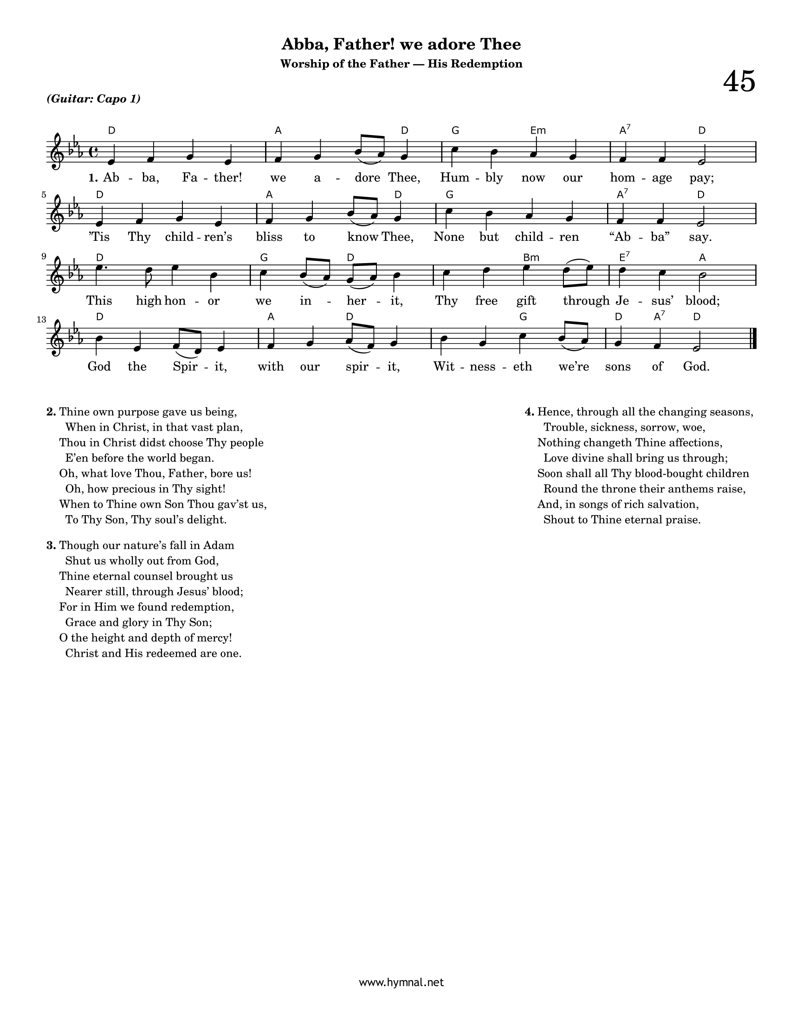 Abba, Father! we adore Thee
Worship of the Father — His Redemption
45
(Guitar: Capo 1)
D A D G Em A7 D
1. Ab - ba, Fa - ther! we a - dore Thee, Hum - bly now our hom - age pay;
5
D A D G A7 D
’Tis Thy child - ren’s bliss to know Thee, None but child - ren “Ab - ba” say.
9
D G D Bm E7 A
This high hon - or we in - her - it, Thy free gift through Je - sus’ blood;
13
D A D G D A7 D
God the Spir - it, with our spir - it, Wit - ness - eth we’re sons of God.
2. Thine own purpose gave us being,
When in Christ, in that vast plan,
Thou in Christ didst choose Thy people
E’en before the world began.
Oh, what love Thou, Father, bore us!
Oh, how precious in Thy sight!
When to Thine own Son Thou gav’st us,
To Thy Son, Thy soul’s delight.
3. Though our nature’s fall in Adam
Shut us wholly out from God,
Thine eternal counsel brought us
Nearer still, through Jesus’ blood;
For in Him we found redemption,
Grace and glory in Thy Son;
O the height and depth of mercy!
Christ and His redeemed are one.
4. Hence, through all the changing seasons,
Trouble, sickness, sorrow, woe,
Nothing changeth Thine affections,
Love divine shall bring us through;
Soon shall all Thy blood-bought children
Round the throne their anthems raise,
And, in songs of rich salvation,
Shout to Thine eternal praise.
www.hymnal.net